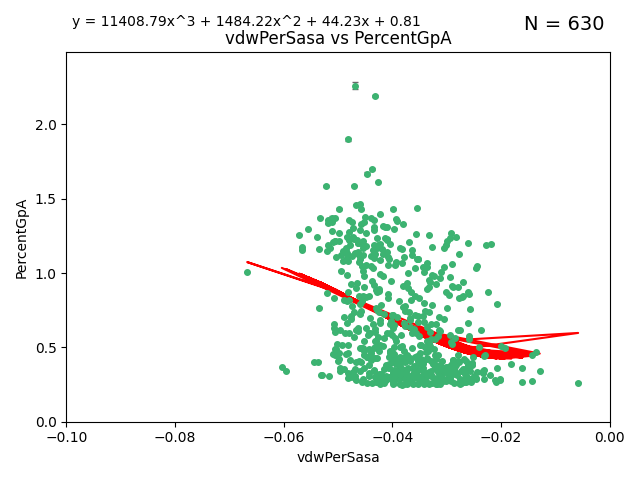 y = 11408.79x^3 + 1484.22x^2 + 44.23x + 0.81
N = 630
vdwPerSasa vs PercentGpA
PercentGpA
2.0
1.5
1.0
0.5
0.0
−0.10 −0.08 −0.06 −0.04 −0.02 0.00
vdwPerSasa